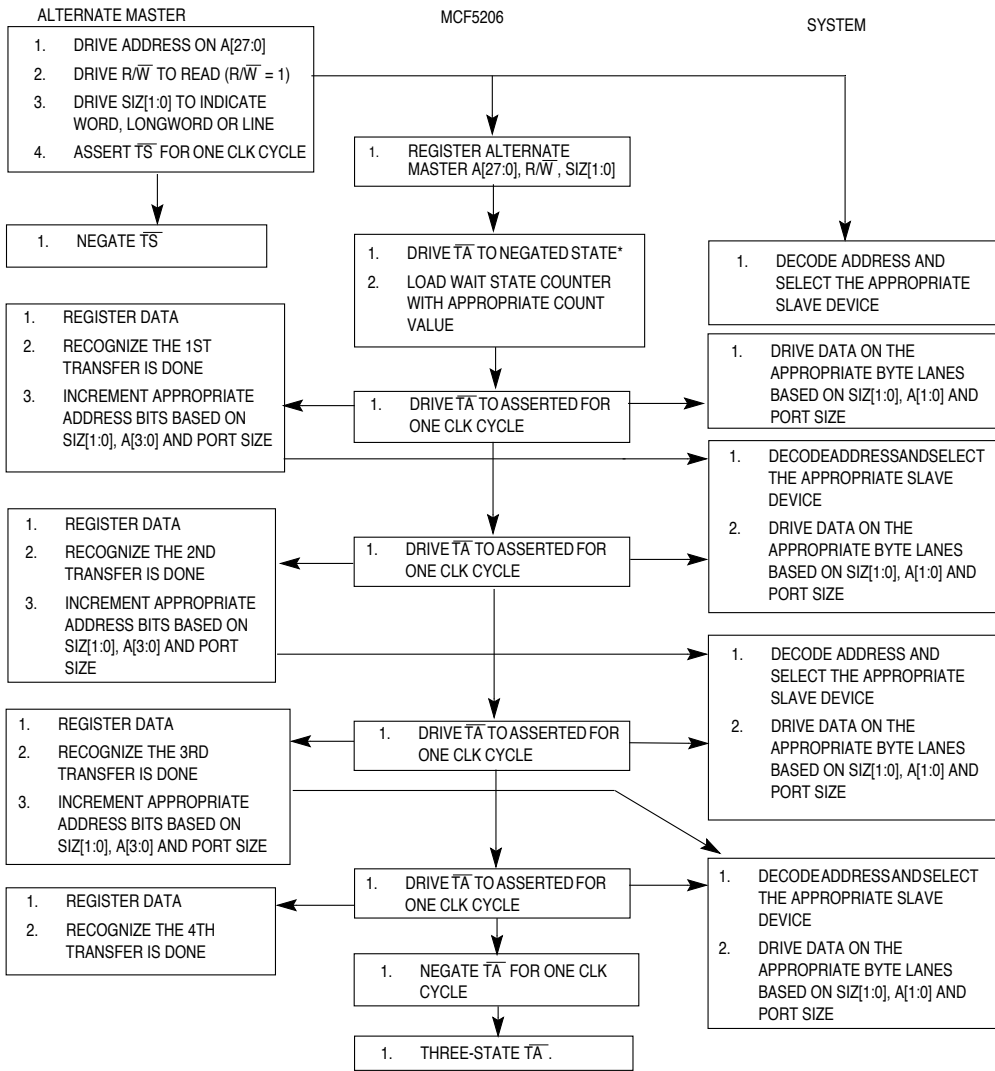 ALTERNATE MASTER
1. DRIVE ADDRESS ON A[27:0]
2. DRIVE R/W̅ TO READ (R/W̅ = 1)
3. DRIVE SIZ[1:0] TO INDICATE
WORD, LONGWORD OR LINE
4. ASSERT T̅S̅ FOR ONE CLK CYCLE
1. NEGATE T̅S̅
1. REGISTER DATA
2. RECOGNIZE THE 1ST
TRANSFER IS DONE
3. INCREMENT APPROPRIATE
ADDRESS BITS BASED ON
SIZ[1:0], A[3:0] AND PORT SIZE
1. REGISTER DATA
2. RECOGNIZE THE 2ND
TRANSFER IS DONE
3. INCREMENT APPROPRIATE
ADDRESS BITS BASED ON
SIZ[1:0], A[3:0] AND PORT
SIZE
1. REGISTER DATA
2. RECOGNIZE THE 3RD
TRANSFER IS DONE
3. INCREMENT APPROPRIATE
ADDRESS BITS BASED ON
SIZ[1:0], A[3:0] AND PORT SIZE
1. REGISTER DATA
2. RECOGNIZE THE 4TH
TRANSFER IS DONE
MCF5206
1. REGISTER ALTERNATE
MASTER A[27:0], R/W̅ , SIZ[1:0]
1. DRIVE T̅A̅ TO NEGATED STATE*
2. LOAD WAIT STATE COUNTER
WITH APPROPRIATE COUNT
VALUE
1. DRIVE T̅A̅ TO ASSERTED FOR
ONE CLK CYCLE
1. DRIVE T̅A̅ TO ASSERTED FOR
ONE CLK CYCLE
1. DRIVE T̅A̅ TO ASSERTED FOR
ONE CLK CYCLE
1. DRIVE T̅A̅ TO ASSERTED FOR
ONE CLK CYCLE
1. NEGATE T̅A̅ FOR ONE CLK
CYCLE
1. THREE-STATE T̅A̅ .
SYSTEM
1. DECODE ADDRESS AND
SELECT THE APPROPRIATE
SLAVE DEVICE
1. DRIVE DATA ON THE
APPROPRIATE BYTE LANES
BASED ON SIZ[1:0], A[1:0] AND
PORT SIZE
1. DECODEADDRESSANDSELECT
THE APPROPRIATE SLAVE
DEVICE
2. DRIVE DATA ON THE
APPROPRIATE BYTE LANES
BASED ON SIZ[1:0], A[1:0] AND
PORT SIZE
1. DECODE ADDRESS AND
SELECT THE APPROPRIATE
SLAVE DEVICE
2. DRIVE DATA ON THE
APPROPRIATE BYTE LANES
BASED ON SIZ[1:0], A[1:0] AND
PORT SIZE
1. DECODEADDRESSANDSELECT
THE APPROPRIATE SLAVE
DEVICE
2. DRIVE DATA ON THE
APPROPRIATE BYTE LANES
BASED ON SIZ[1:0], A[1:0] AND
PORT SIZE